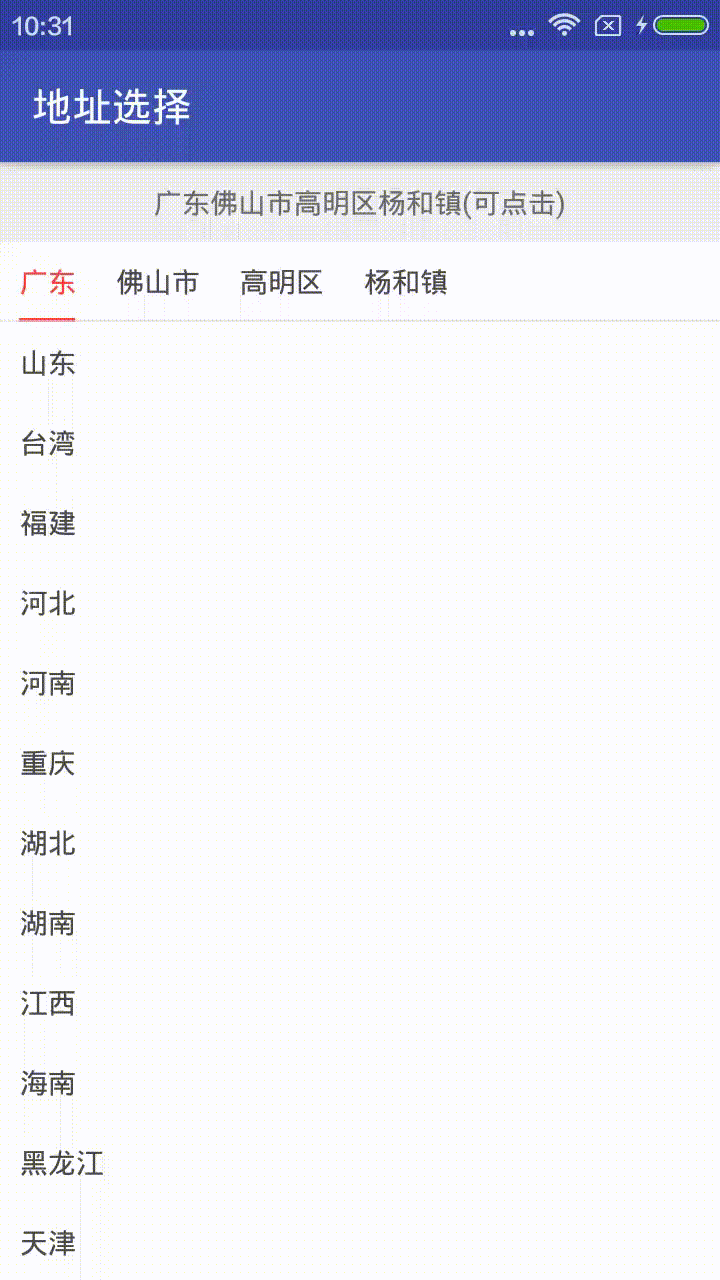 10:31
地址选择
广东佛山市高明区杨和镇(可点击)
广东 佛山市 高明区 杨和镇
山东
台湾
福建
河北
河南
重庆
湖北
湖南
江西
海南
黑龙江
天津